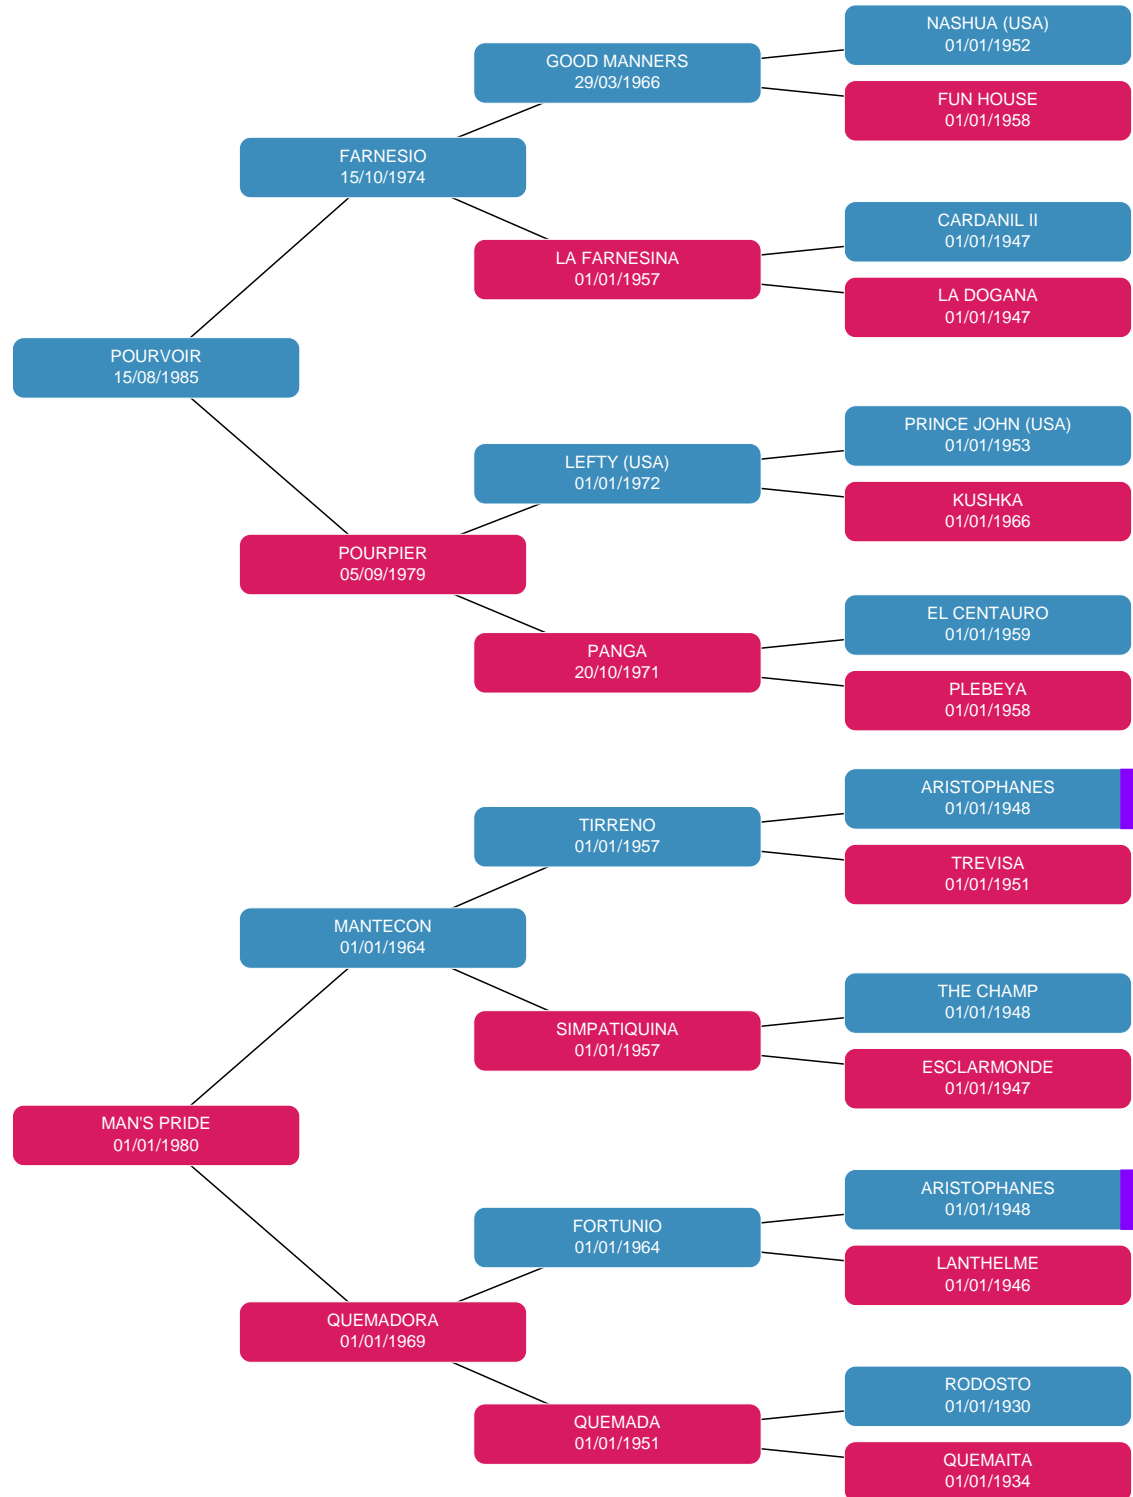 NASHUA (USA)
01/01/1952
GOOD MANNERS
29/03/1966
FUN HOUSE
01/01/1958
FARNESIO
15/10/1974
CARDANIL II
01/01/1947
LA FARNESINA
01/01/1957
LA DOGANA
01/01/1947
POURVOIR
15/08/1985
PRINCE JOHN (USA)
01/01/1953
LEFTY (USA)
01/01/1972
KUSHKA
01/01/1966
POURPIER
05/09/1979
EL CENTAURO
01/01/1959
PANGA
20/10/1971
PLEBEYA
01/01/1958
ARISTOPHANES
01/01/1948
TIRRENO
01/01/1957
TREVISA
01/01/1951
MANTECON
01/01/1964
THE CHAMP
01/01/1948
SIMPATIQUINA
01/01/1957
ESCLARMONDE
01/01/1947
MAN'S PRIDE
01/01/1980
ARISTOPHANES
01/01/1948
FORTUNIO
01/01/1964
LANTHELME
01/01/1946
QUEMADORA
01/01/1969
RODOSTO
01/01/1930
QUEMADA
01/01/1951
QUEMAITA
01/01/1934